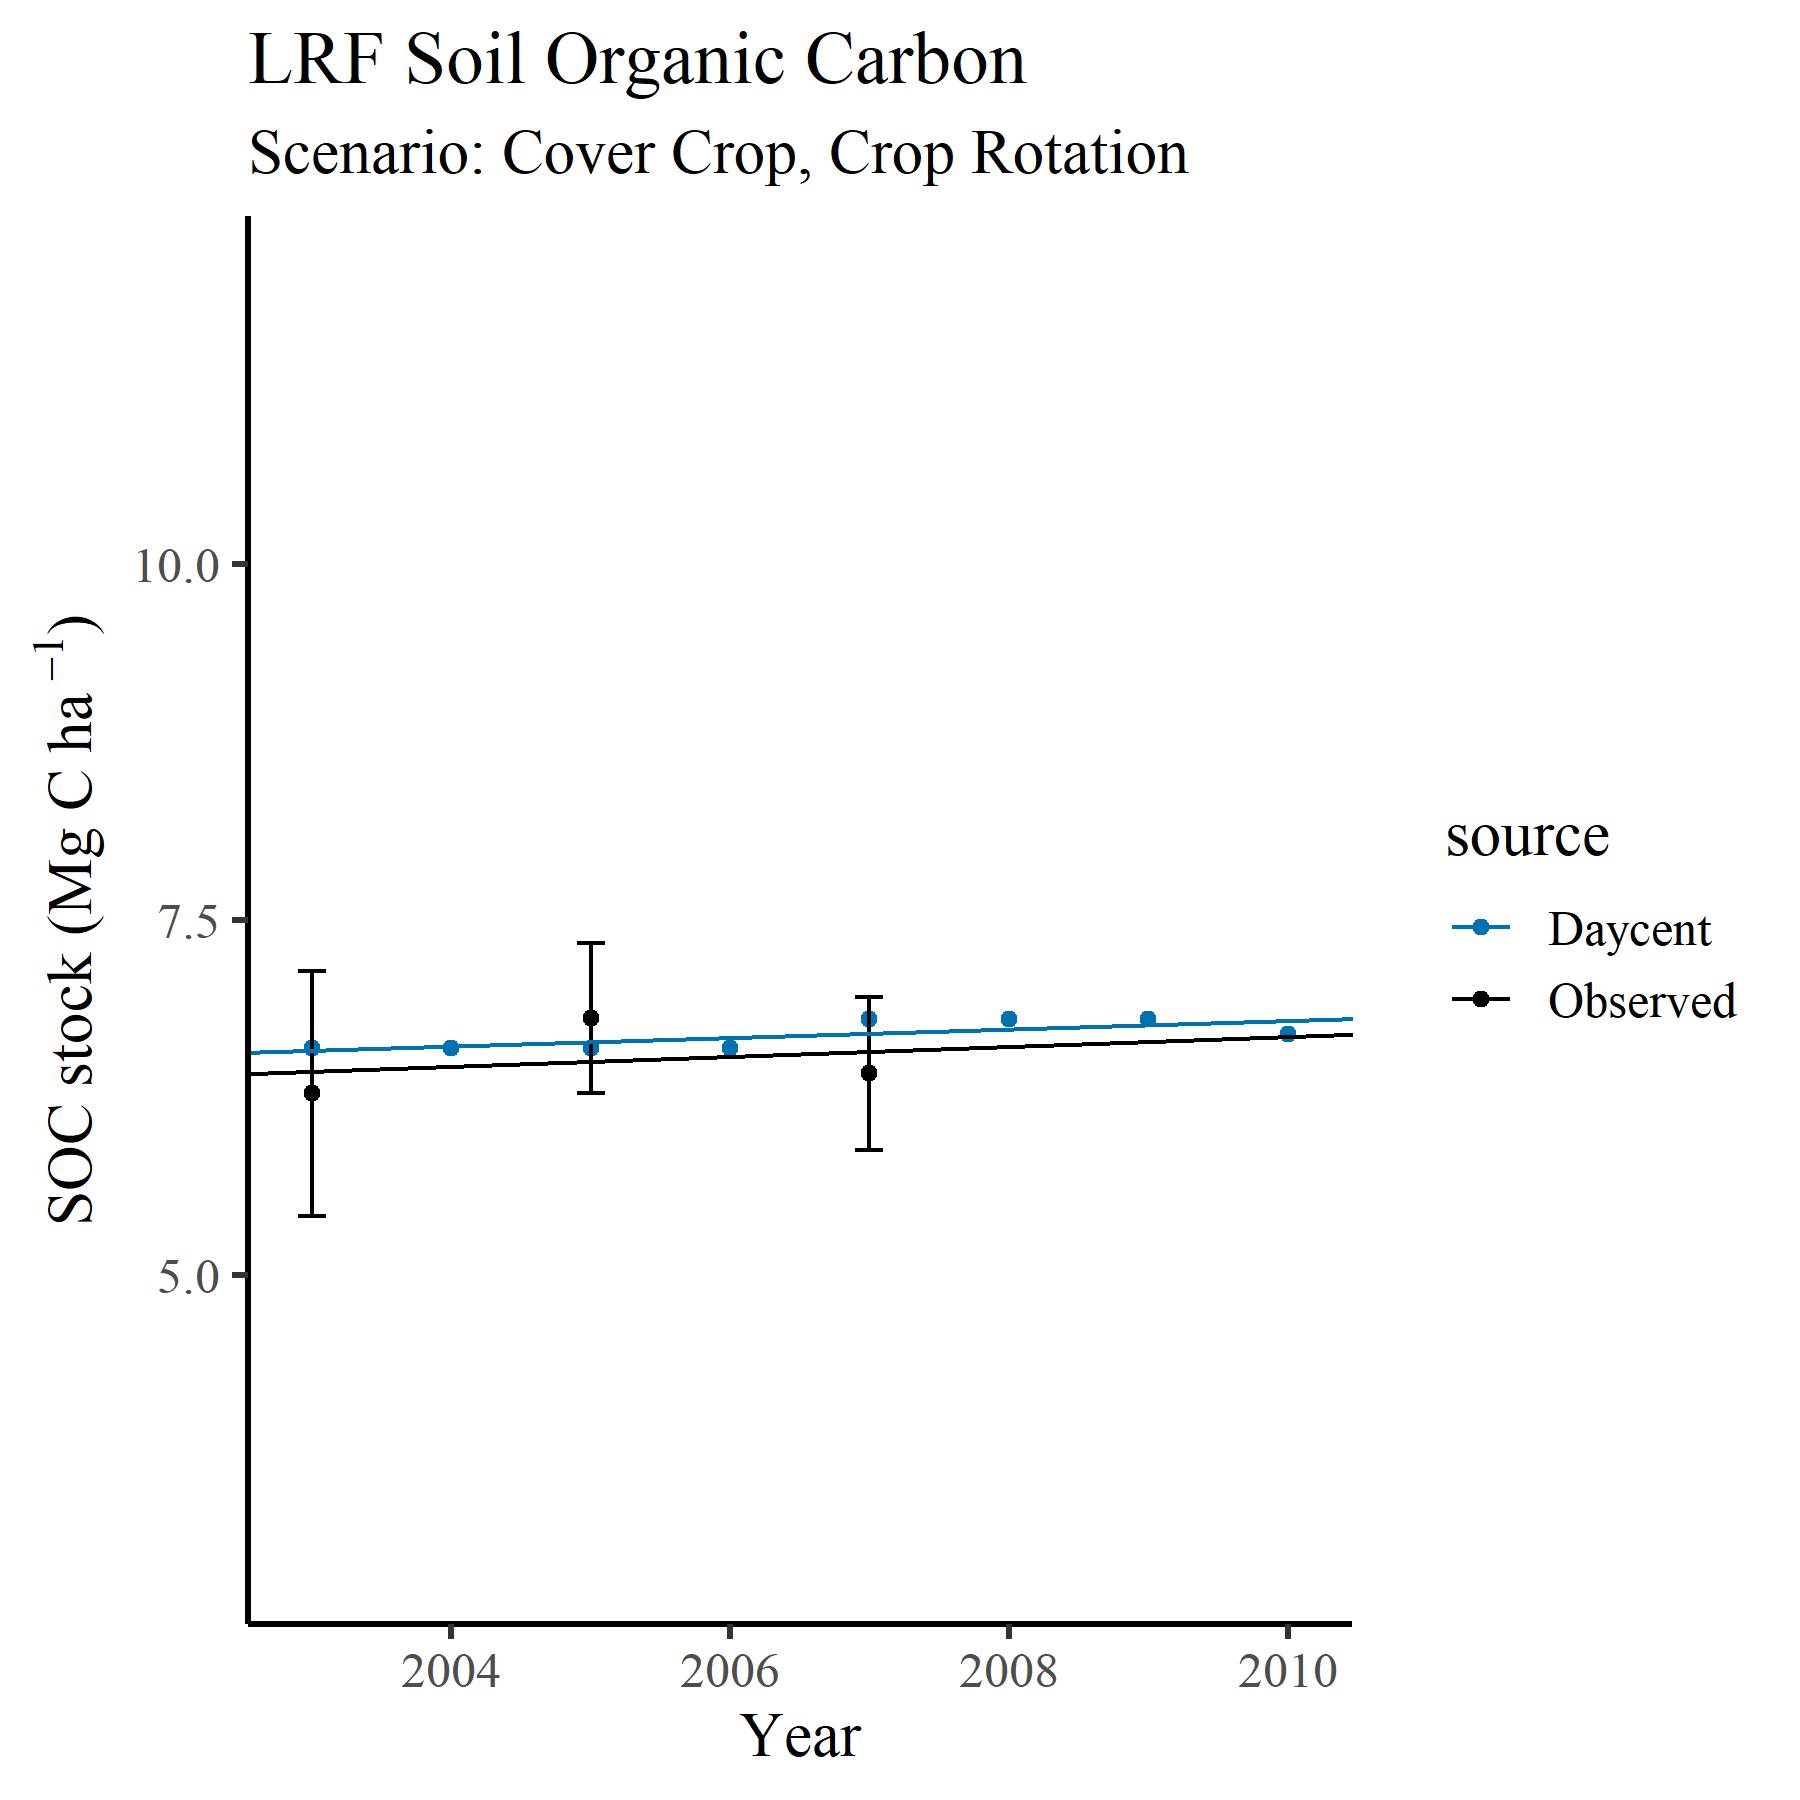 LRF Soil Organic Carbon
Scenario: Cover Crop, Crop Rotation
10.0
7.5
5.0
SOC stock (Mg C ha⁻¹)
2004 2006 2008 2010
Year
source
Daycent
Observed